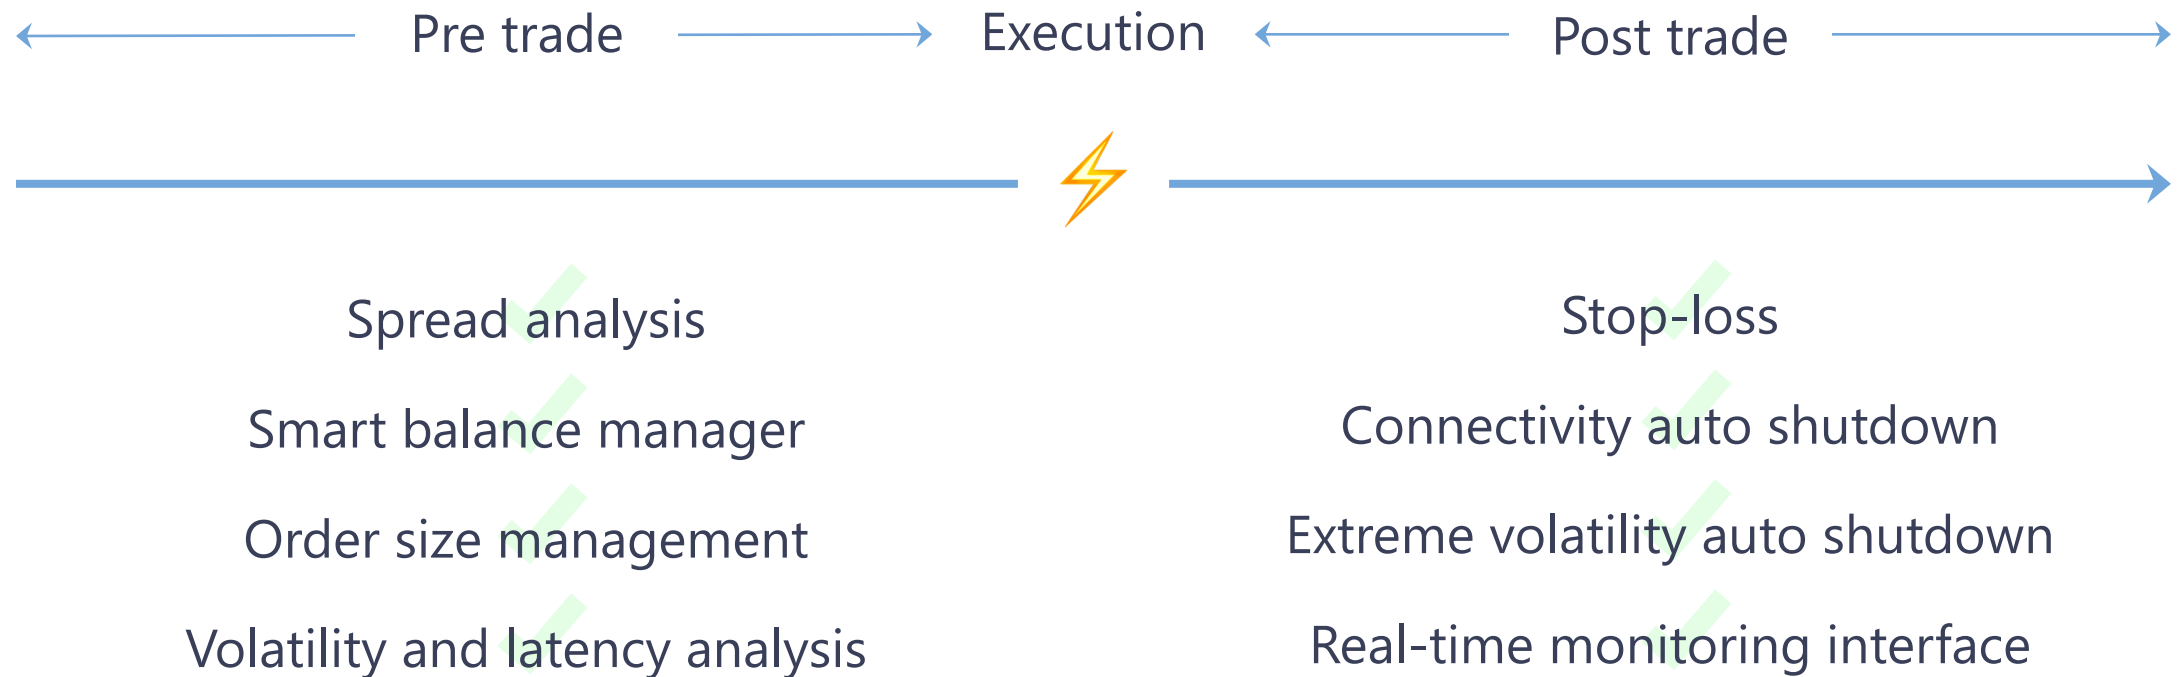 Pre trade
Execution
Post trade
Spread analysis
Smart balance manager
Order size management
Volatility and latency analysis
Stop-loss
Connectivity auto shutdown
Extreme volatility auto shutdown
Real-time monitoring interface